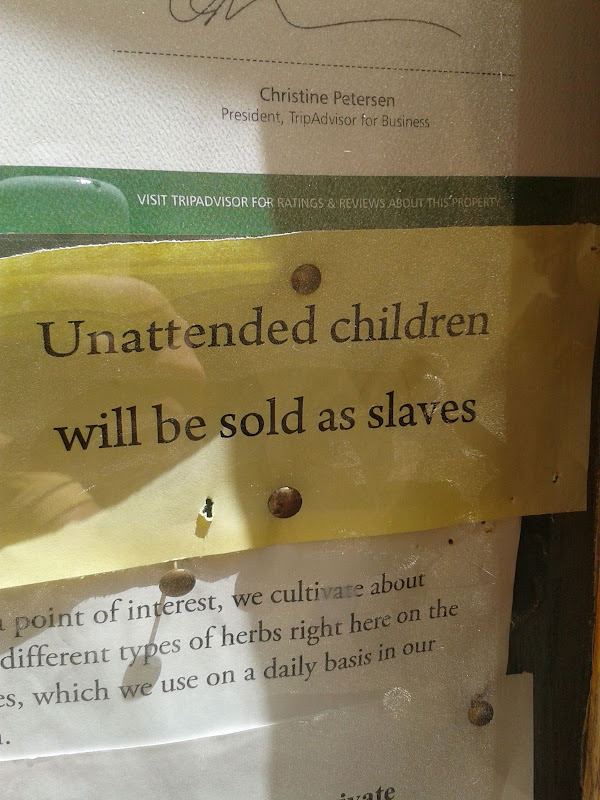 Christine Petersen
President, TripAdvisor for Business
VISIT TRIPADVISOR FOR RATINGS & REVIEWS ABOUT THIS PROPERTY
Unattended children
will be sold as slaves
a point of interest, we cultivate about
different types of herbs right here on the
es, which we use on a daily basis in our